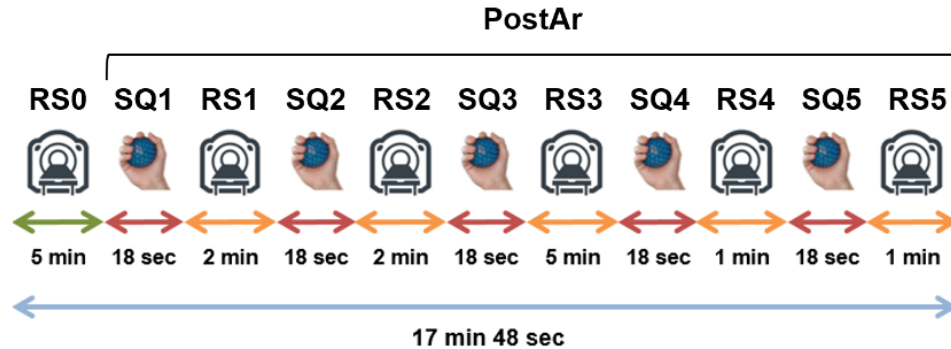 PostAr
RS0 SQ1 RS1 SQ2 RS2 SQ3 RS3 SQ4 RS4 SQ5 RS5
5 min 18 sec 2 min 18 sec 2 min 18 sec 5 min 18 sec 1 min 18 sec 1 min
17 min 48 sec